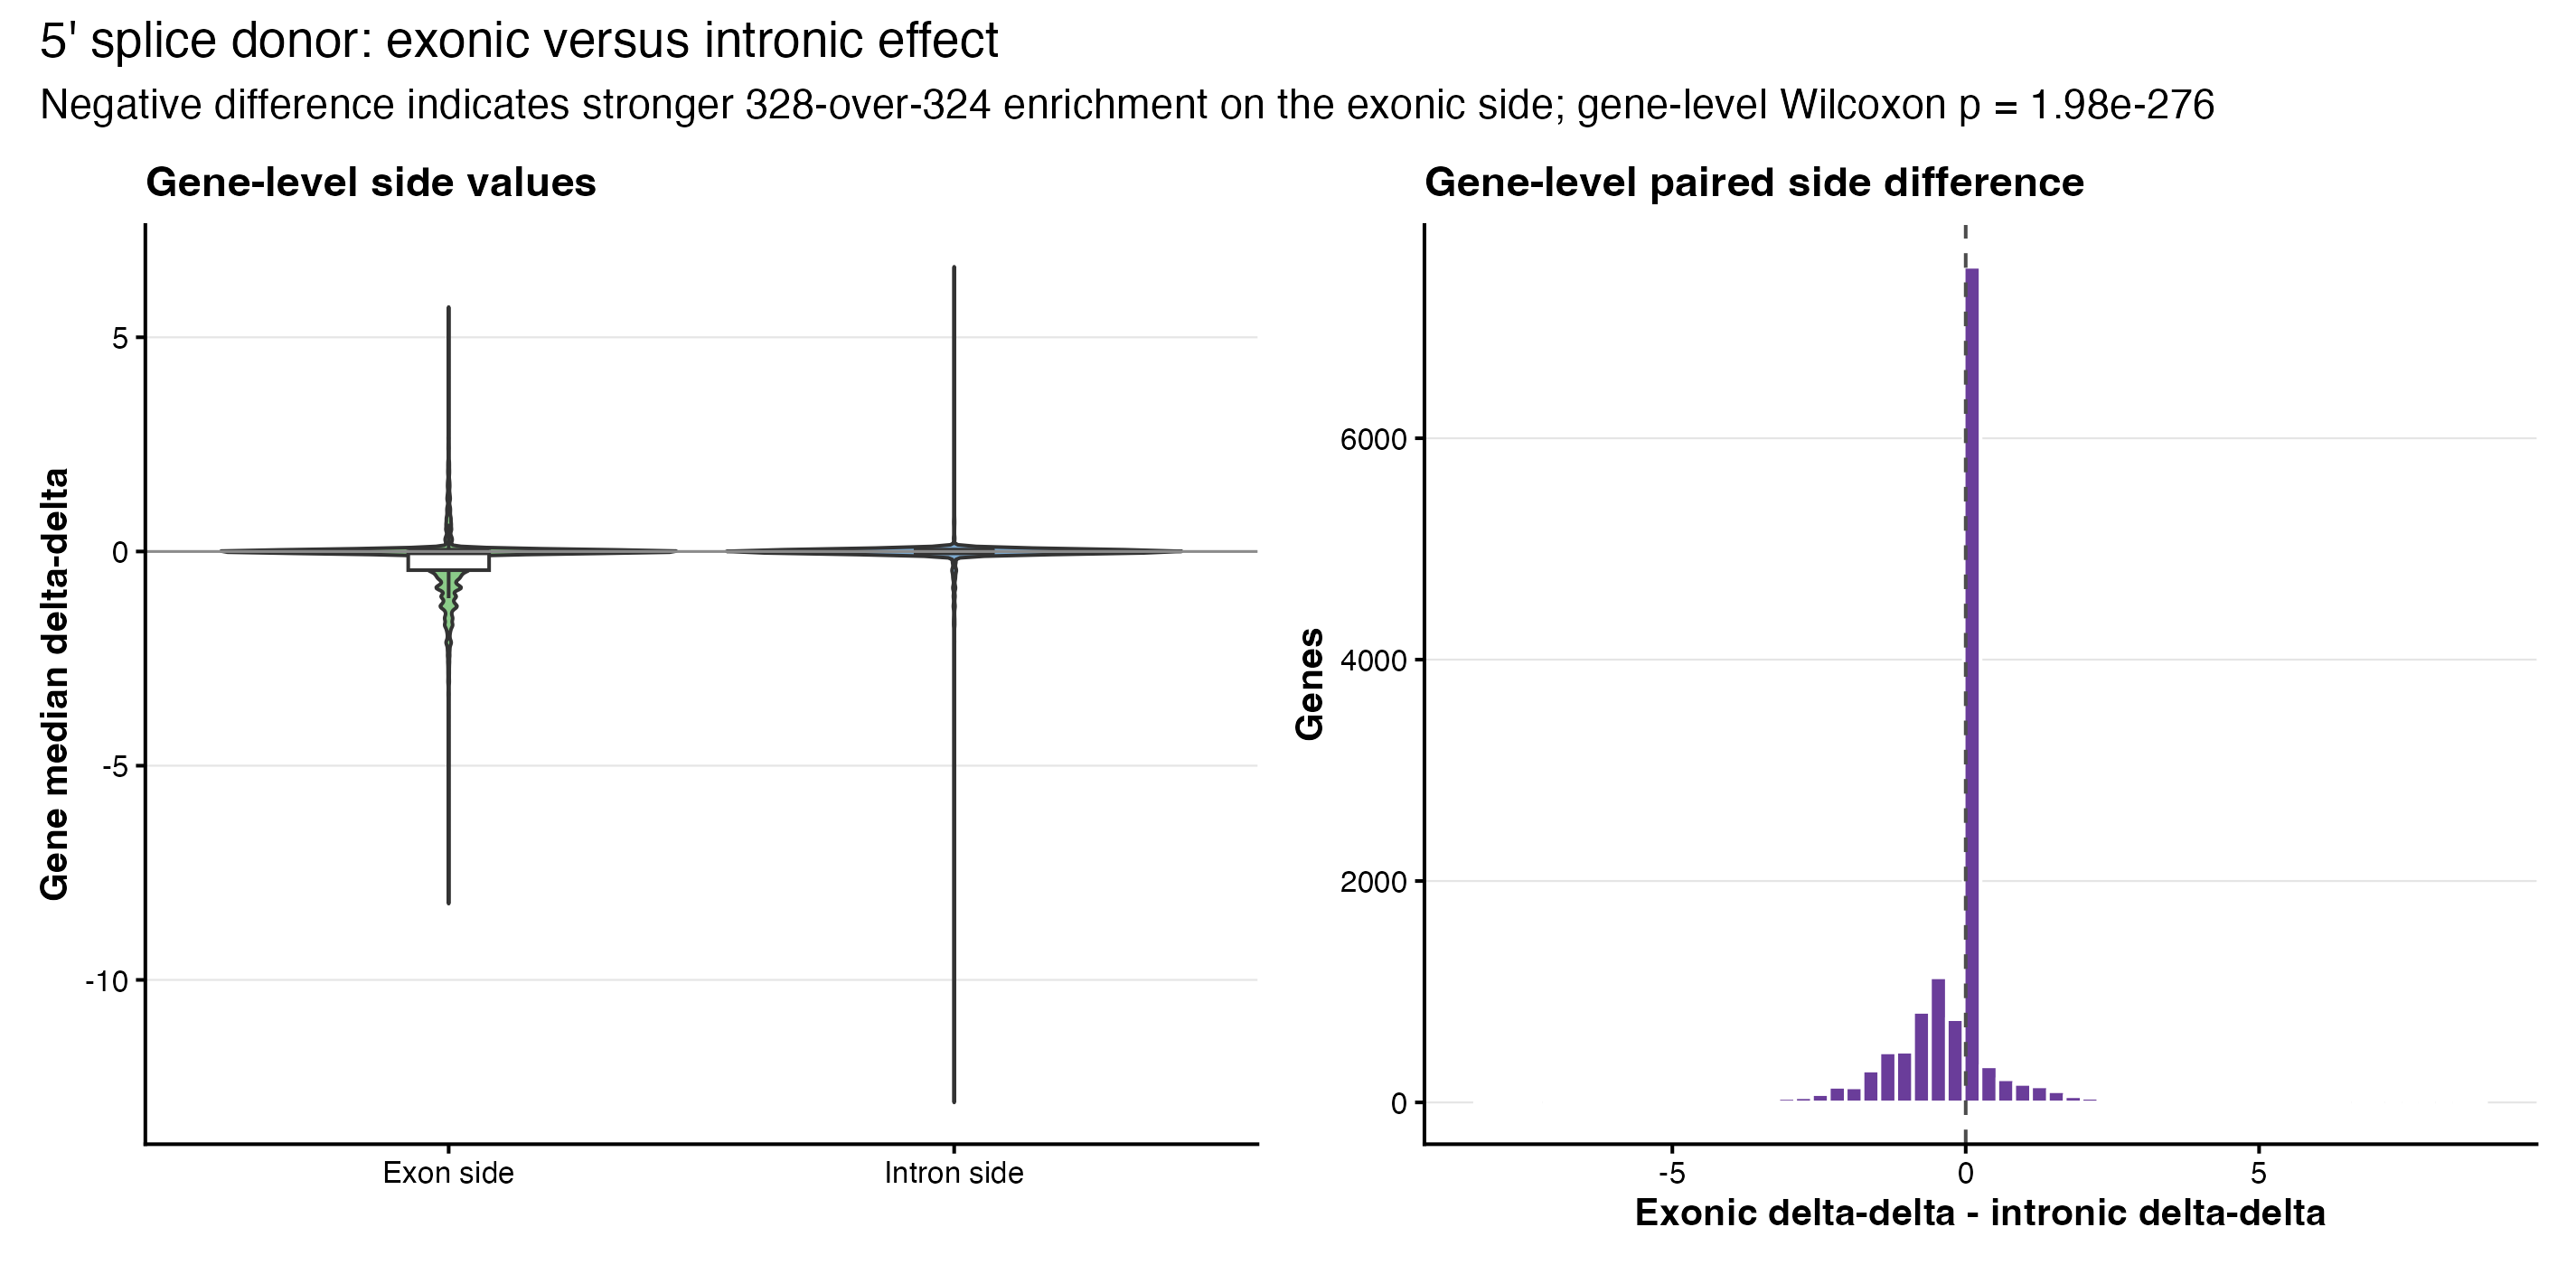 5' splice donor: exonic versus intronic effect
Negative difference indicates stronger 328-over-324 enrichment on the exonic side; gene-level Wilcoxon p = 1.98e-276
Gene-level side values
Gene median delta-delta
5
0
-5
-10
Exon side
Intron side
Gene-level paired side difference
Genes
6000
4000
2000
0
-5
0
5
Exonic delta-delta - intronic delta-delta